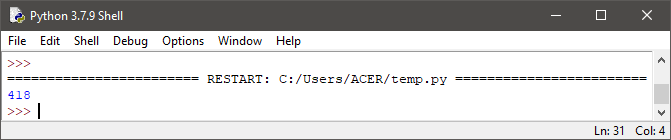 Python 3.7.9 Shell
File Edit Shell Debug Options Window Help
>>>
======================== RESTART: C:/Users/ACER/temp.py ========================
418
>>>
Ln: 31 Col: 4